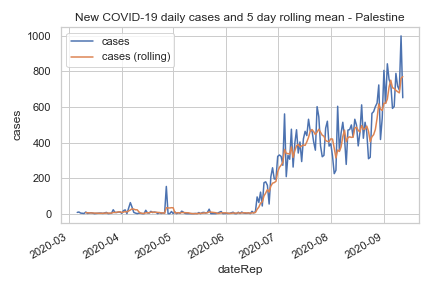 New COVID-19 daily cases and 5 day rolling mean - Palestine
cases
cases (rolling)
1000
800
600
400
200
0
cases
2020-03
2020-04
2020-05
2020-06
2020-07
2020-08
2020-09
dateRep